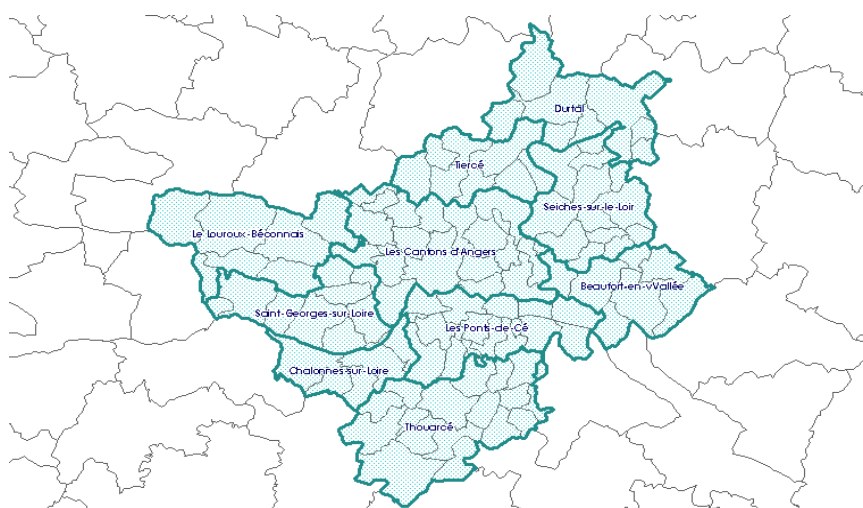 Durtal
Tiercé
Seiches-sur-le-Loir
Le Louroux-Béconnais
Les Cantons d'Angers
Beaufort-en-vVallée
Saint-Georges-sur-Loire
Les Ponts-de-Cé
Chalonnes-sur-Loire
Thouarcé